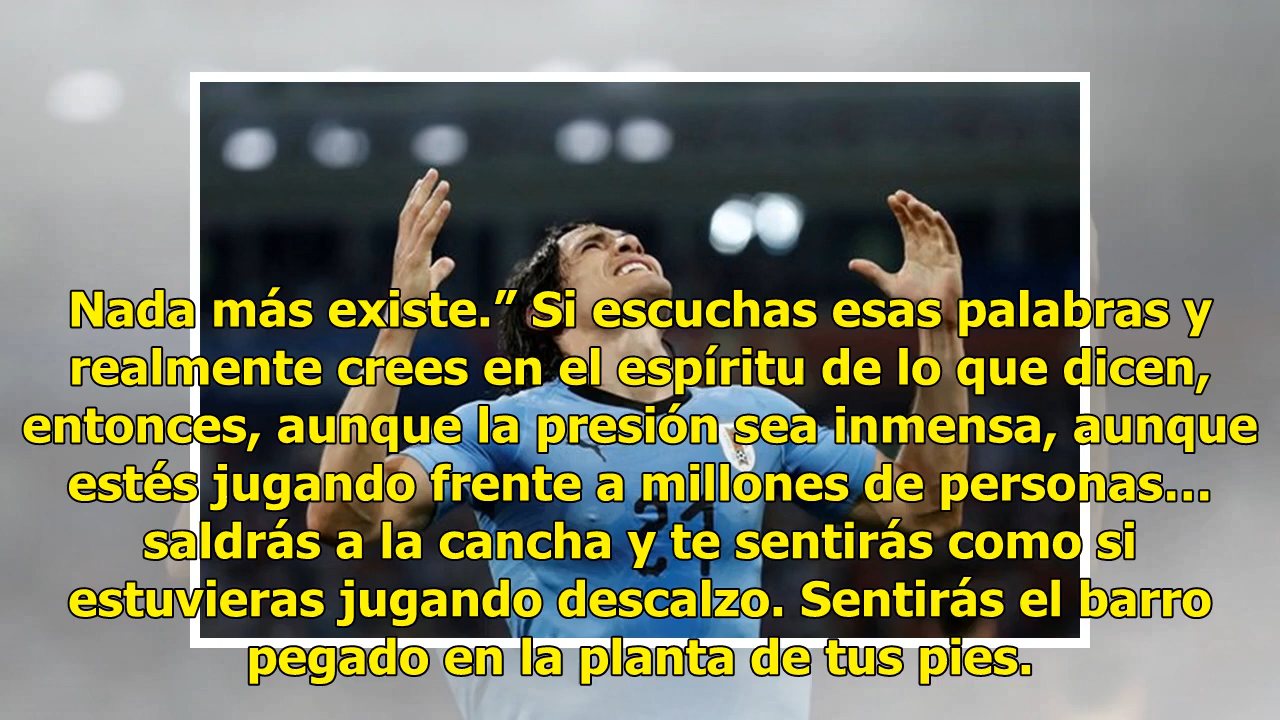 Nada más existe.” Si escuchas esas palabras y
realmente crees en el espíritu de lo que dicen,
entonces, aunque la presión sea inmensa, aunque
estés jugando frente a millones de personas...
saldrás a la cancha y te sentirás como si
estuvieras jugando descalzo. Sentirás el barro
pegado en la planta de tus pies.
21